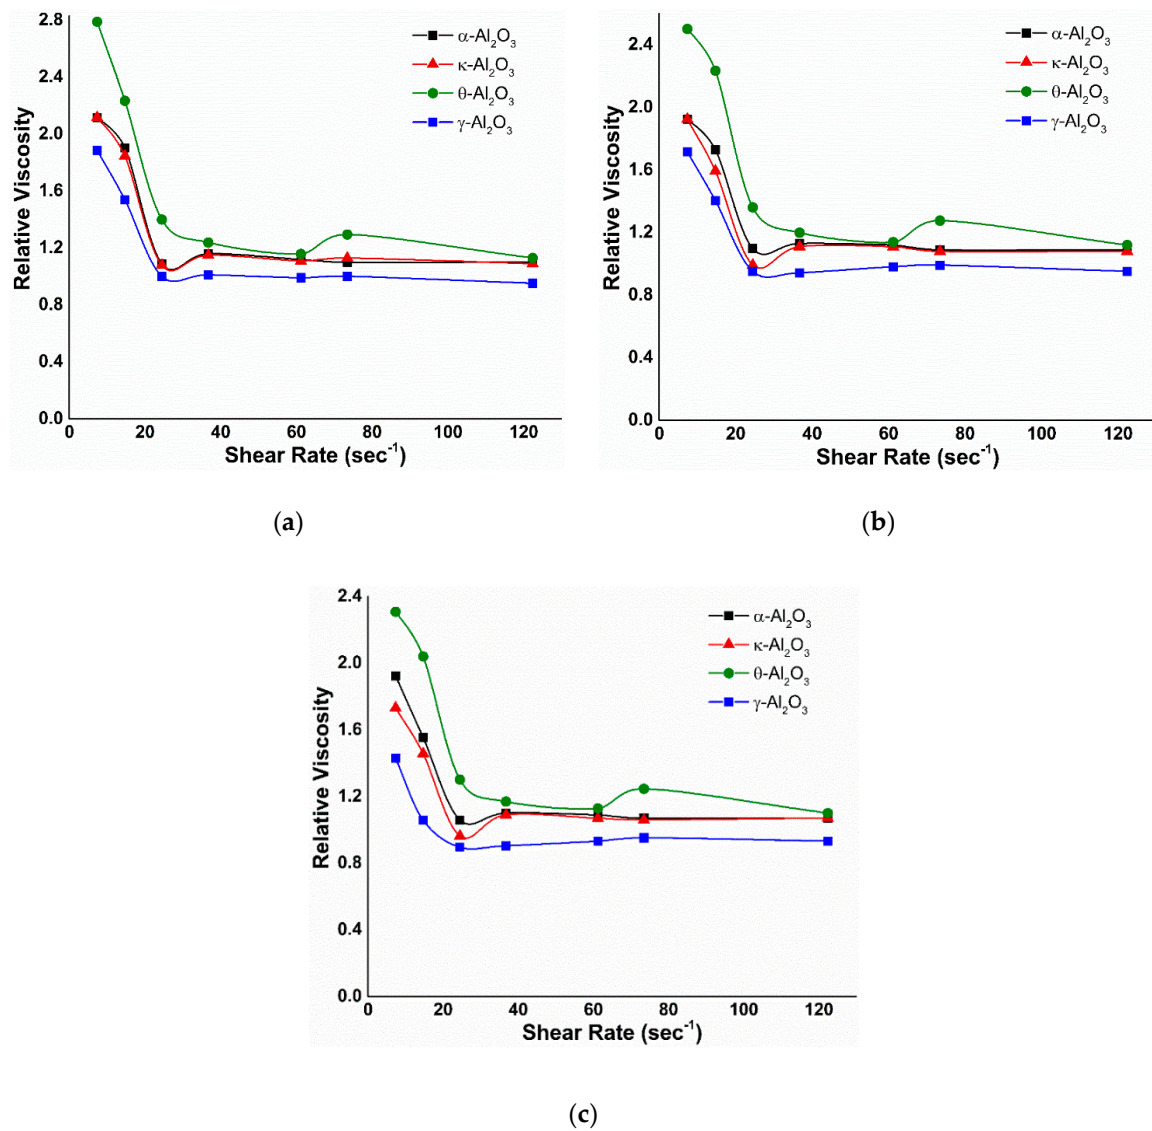 2.8
2.4
2.0
1.6
1.2
0.8
0.4
0.0
Relative Viscosity
0 20 40 60 80 100 120
Shear Rate (sec⁻¹)
α-Al₂O₃
κ-Al₂O₃
θ-Al₂O₃
γ-Al₂O₃
(a)
2.4
2.0
1.6
1.2
0.8
0.4
0.0
Relative Viscosity
0 20 40 60 80 100 120
Shear Rate (sec⁻¹)
α-Al₂O₃
κ-Al₂O₃
θ-Al₂O₃
γ-Al₂O₃
(b)
2.4
2.0
1.6
1.2
0.8
0.4
0.0
Relative Viscosity
0 20 40 60 80 100 120
Shear Rate (sec⁻¹)
α-Al₂O₃
κ-Al₂O₃
θ-Al₂O₃
γ-Al₂O₃
(c)